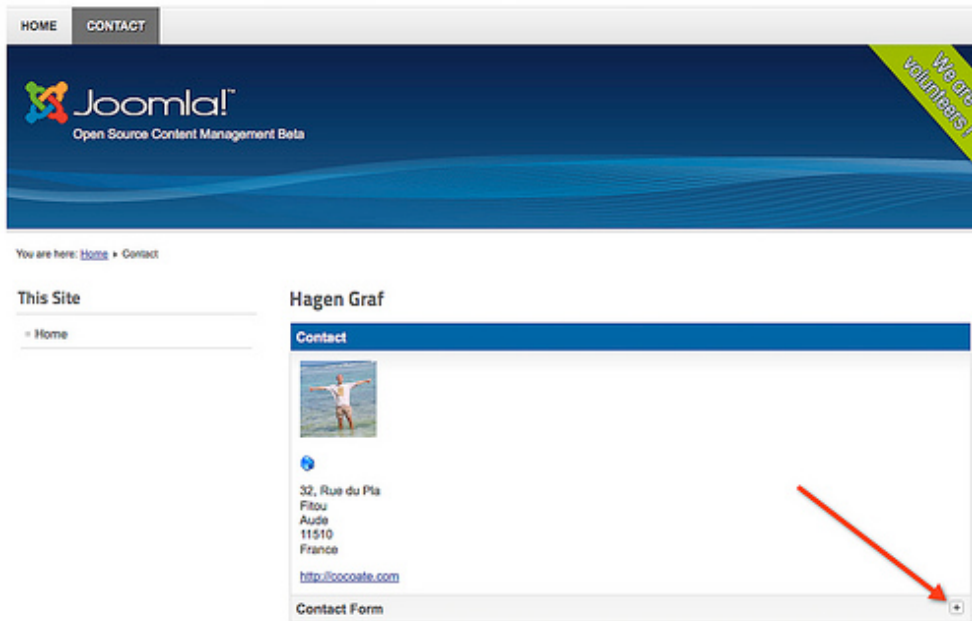 HOME CONTACT
We are
volunteers!
Joomla!™
Open Source Content Management Beta
You are here: Home ▸ Contact
This Site
Hagen Graf
Home
Contact
32, Rue du Pla
Fitou
Aude
11510
France
http://cocoate.com
Contact Form